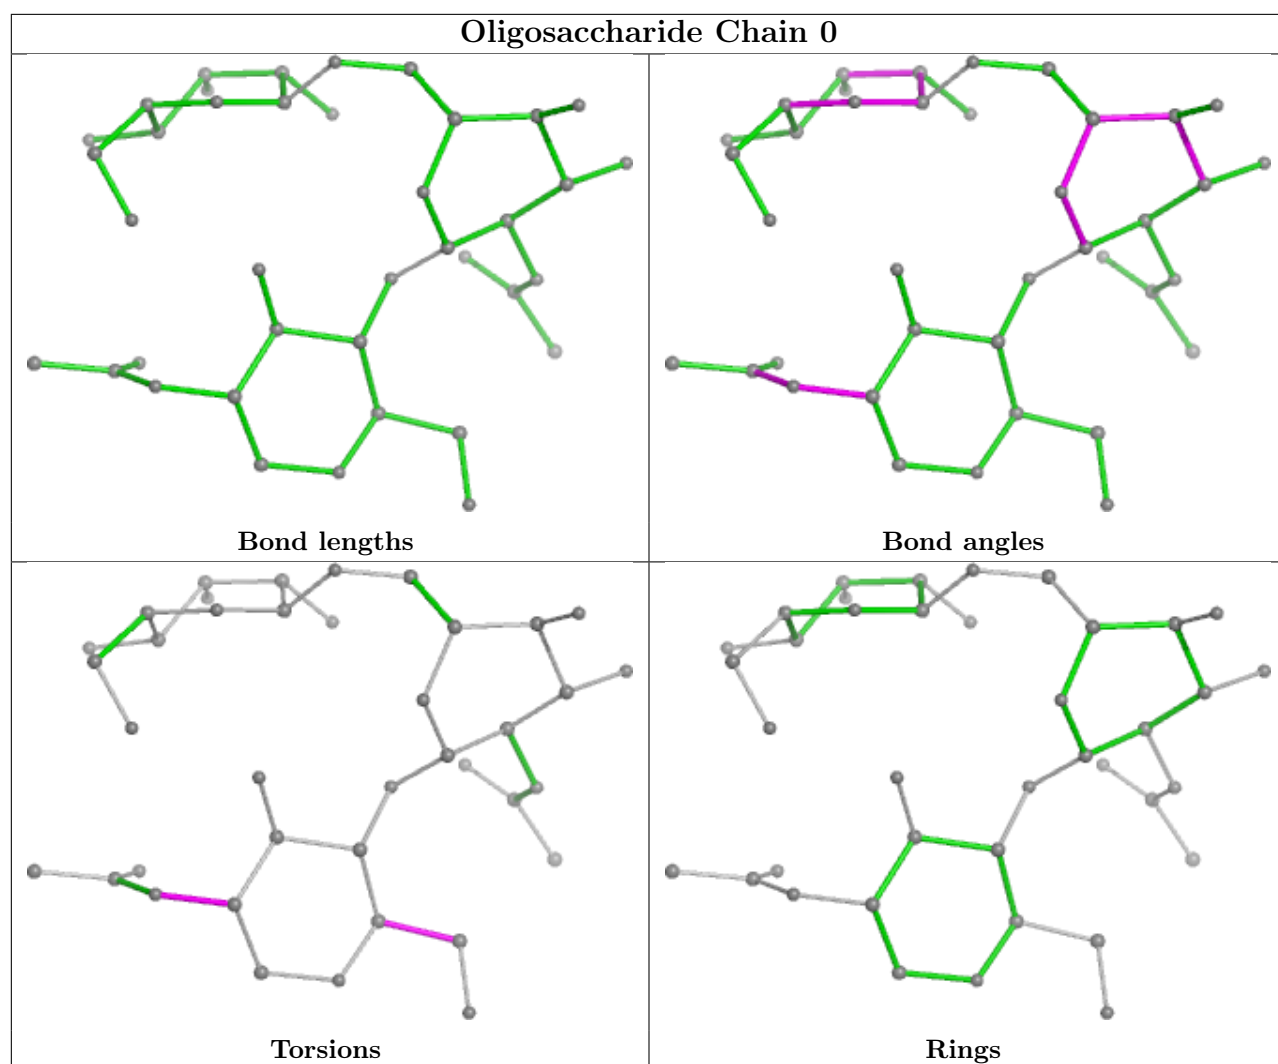 Oligosaccharide Chain 0
Bond lengths
Bond angles
Torsions
Rings